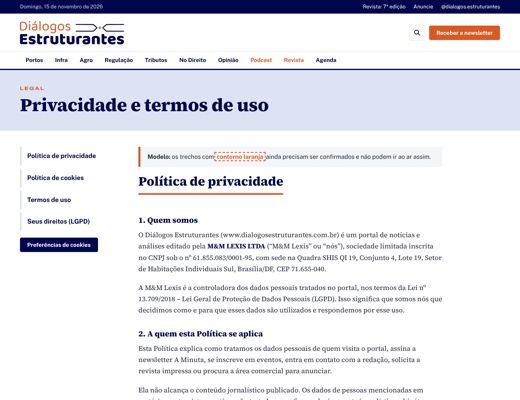 Domingo, 15 de novembro de 2026
Revista: 7ª edição Anuncie @dialogos.estruturantes
Diálogos
Estruturantes
Receber a newsletter
Portos Infra Agro Regulação Tributos No Direito Opinião Podcast Revista Agenda
LEGAL
Privacidade e termos de uso
Política de privacidade
Política de cookies
Termos de uso
Seus direitos (LGPD)
Preferências de cookies
Modelo: os trechos com contorno laranja ainda precisam ser confirmados e não podem ir ao ar assim.
Política de privacidade
1. Quem somos
O Diálogos Estruturantes (www.dialogosestruturantes.com.br) é um portal de notícias e
análises editado pela M&M LEXIS LTDA (“M&M Lexis” ou “nós”), sociedade limitada inscrita
no CNPJ sob o nº 61.855.083/0001-95, com sede na Quadra SHIS QI 19, Conjunto 4, Lote 19, Setor
de Habitações Individuais Sul, Brasília/DF, CEP 71.655-040.
A M&M Lexis é a controladora dos dados pessoais tratados no portal, nos termos da Lei nº
13.709/2018 – Lei Geral de Proteção de Dados Pessoais (LGPD). Isso significa que somos nós que
decidimos como e para que esses dados são utilizados e respondemos por esse uso.
2. A quem esta Política se aplica
Esta Política explica como tratamos os dados pessoais de quem visita o portal, assina a
newsletter A Minuta, se inscreve em eventos, entra em contato com a redação, solicita a
revista impressa ou procura a área comercial para anunciar.
Ela não alcança o conteúdo jornalístico publicado. Os dados de pessoas mencionadas em